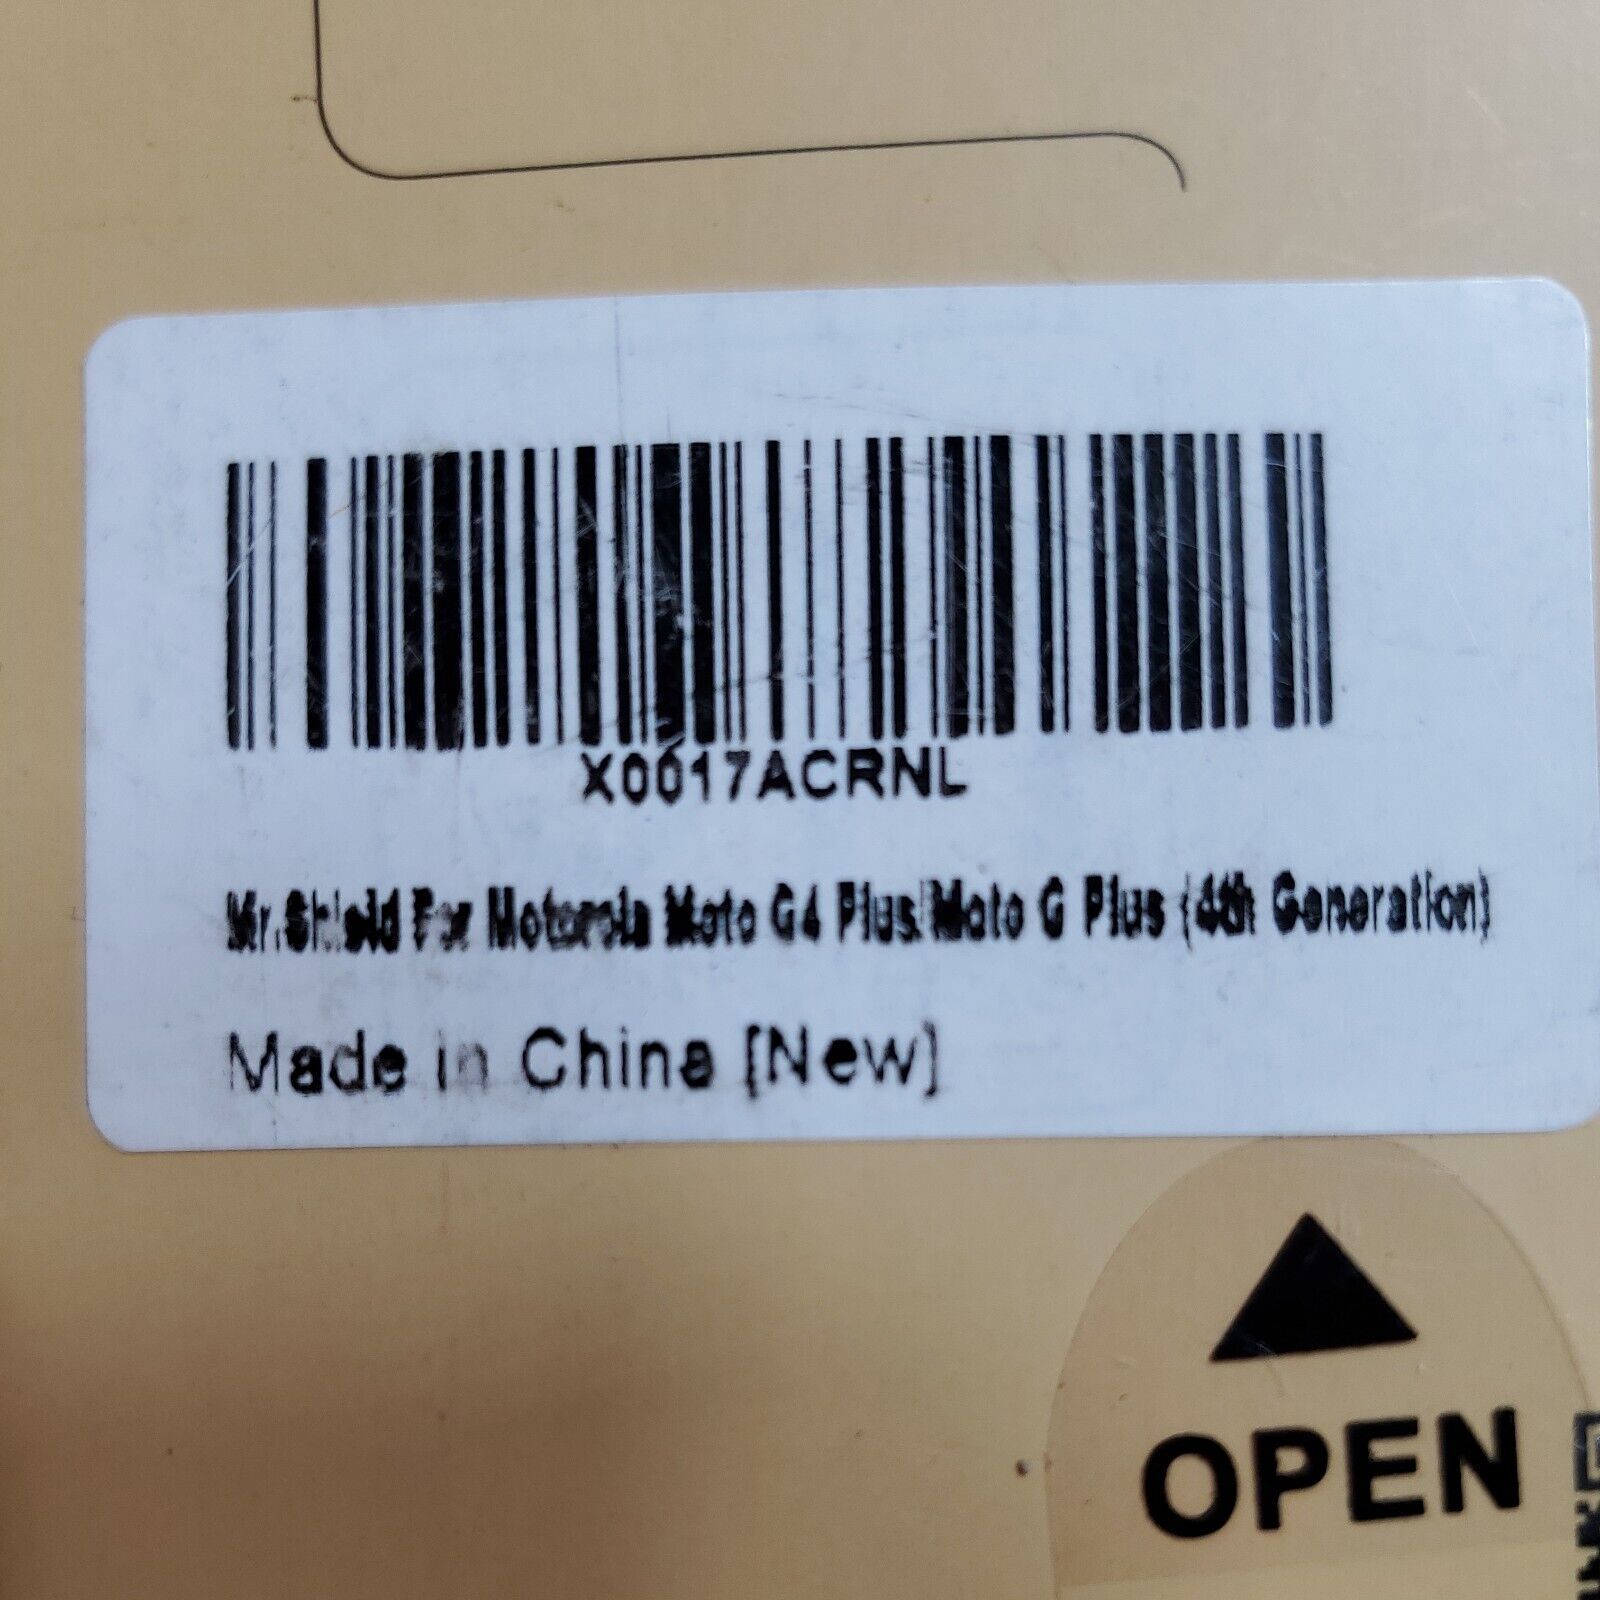 X0017ACRNL
Mr.Shield For Motorola Moto G4 Plus/Moto G Plus (4th Generation)
Made in China [New]
OPEN